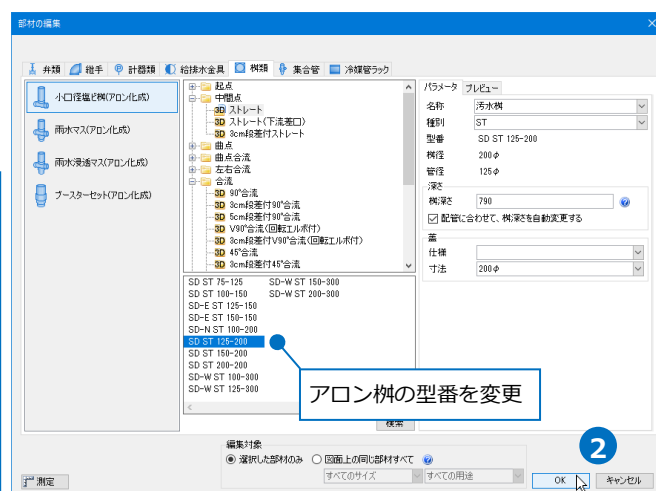 部材の編集
弁類 継手 計器類 給排水金具 桝類 集合管 冷媒管ラック
小口径塩ビ桝(アロン化成)
雨水マス(アロン化成)
雨水浸透マス(アロン化成)
ブースターセット(アロン化成)
起点
中間点
3D ストレート
3D ストレート(下流差口)
3D 3cm段差付ストレート
曲点
曲点合流
左右合流
合流
3D 90°合流
3D 3cm段差付90°合流
3D 5cm段差付90°合流
3D V90°合流(回転エルボ付)
3D 3cm段差付V90°合流(回転エルボ付)
3D 45°合流
3D 3cm段差付45°合流
SD ST 75-125 SD-W ST 150-300
SD ST 100-150 SD-W ST 200-300
SD-E ST 125-150
SD-E ST 150-150
SD-N ST 100-200
SD ST 125-200
SD ST 150-200
SD ST 200-200
SD-W ST 100-300
SD-W ST 125-300
検索
パラメータ プレビュー
名称 汚水桝
種別 ST
型番 SD ST 125-200
桝径 200φ
管径 125φ
深さ
桝深さ 790
配管に合わせて、桝深さを自動変更する
蓋
仕様
寸法 200φ
アロン桝の型番を変更
編集対象
選択した部材のみ 図面上の同じ部材すべて
すべてのサイズ すべての用途
2
測定
OK キャンセル